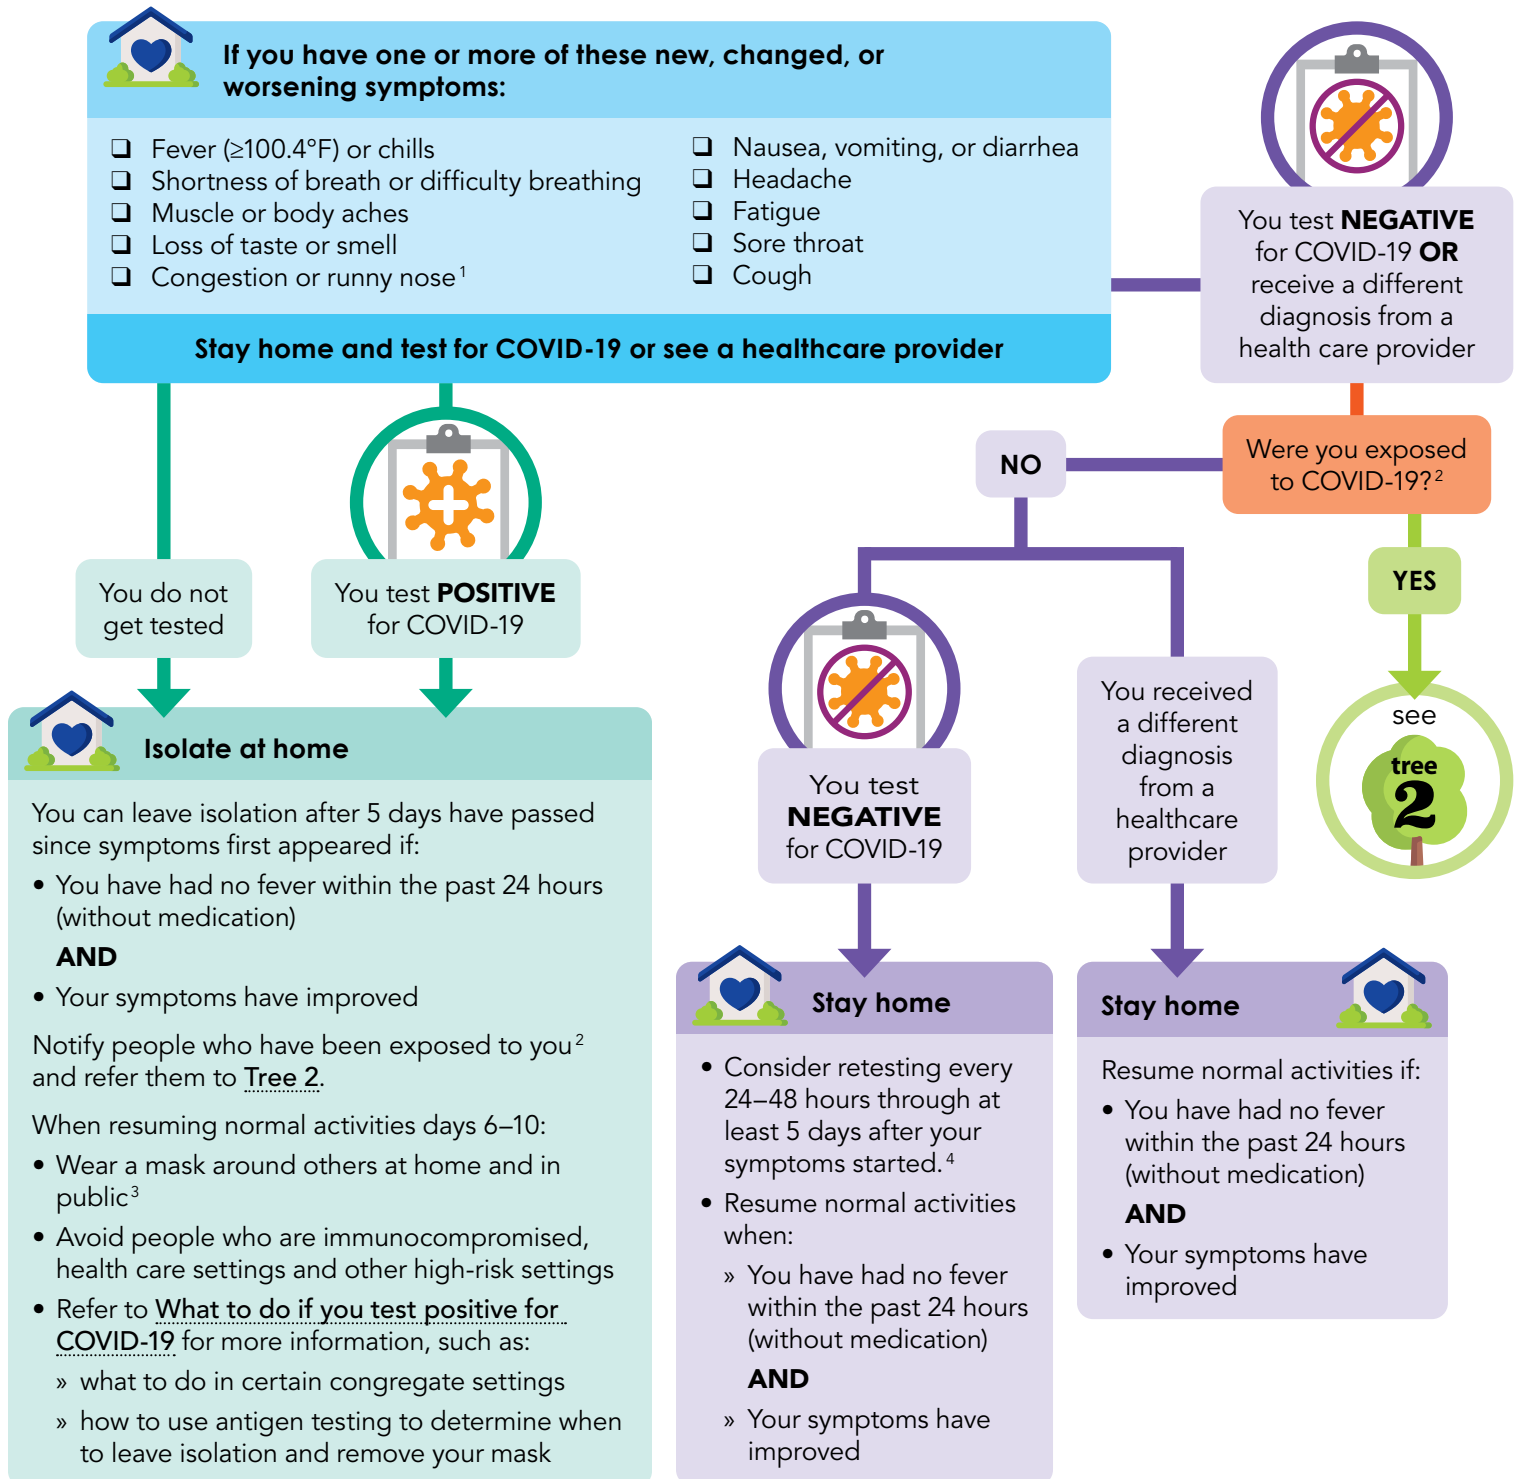 If you have one or more of these new, changed, or
worsening symptoms:
❑ Fever (≥100.4°F) or chills
❑ Shortness of breath or difficulty breathing
❑ Muscle or body aches
❑ Loss of taste or smell
❑ Congestion or runny nose¹
❑ Nausea, vomiting, or diarrhea
❑ Headache
❑ Fatigue
❑ Sore throat
❑ Cough
Stay home and test for COVID-19 or see a healthcare provider
You test NEGATIVE
for COVID-19 OR
receive a different
diagnosis from a
health care provider
Were you exposed
to COVID-19?²
NO
YES
see
tree
2
You do not
get tested
You test POSITIVE
for COVID-19
Isolate at home
You can leave isolation after 5 days have passed
since symptoms first appeared if:
• You have had no fever within the past 24 hours
(without medication)
AND
• Your symptoms have improved
Notify people who have been exposed to you²
and refer them to Tree 2.
When resuming normal activities days 6–10:
• Wear a mask around others at home and in
public³
• Avoid people who are immunocompromised,
health care settings and other high-risk settings
• Refer to What to do if you test positive for
COVID-19 for more information, such as:
» what to do in certain congregate settings
» how to use antigen testing to determine when
to leave isolation and remove your mask
You test
NEGATIVE
for COVID-19
Stay home
• Consider retesting every
24–48 hours through at
least 5 days after your
symptoms started.⁴
• Resume normal activities
when:
» You have had no fever
within the past 24 hours
(without medication)
AND
» Your symptoms have
improved
You received
a different
diagnosis
from a
healthcare
provider
Stay home
Resume normal activities if:
• You have had no fever
within the past 24 hours
(without medication)
AND
• Your symptoms have
improved